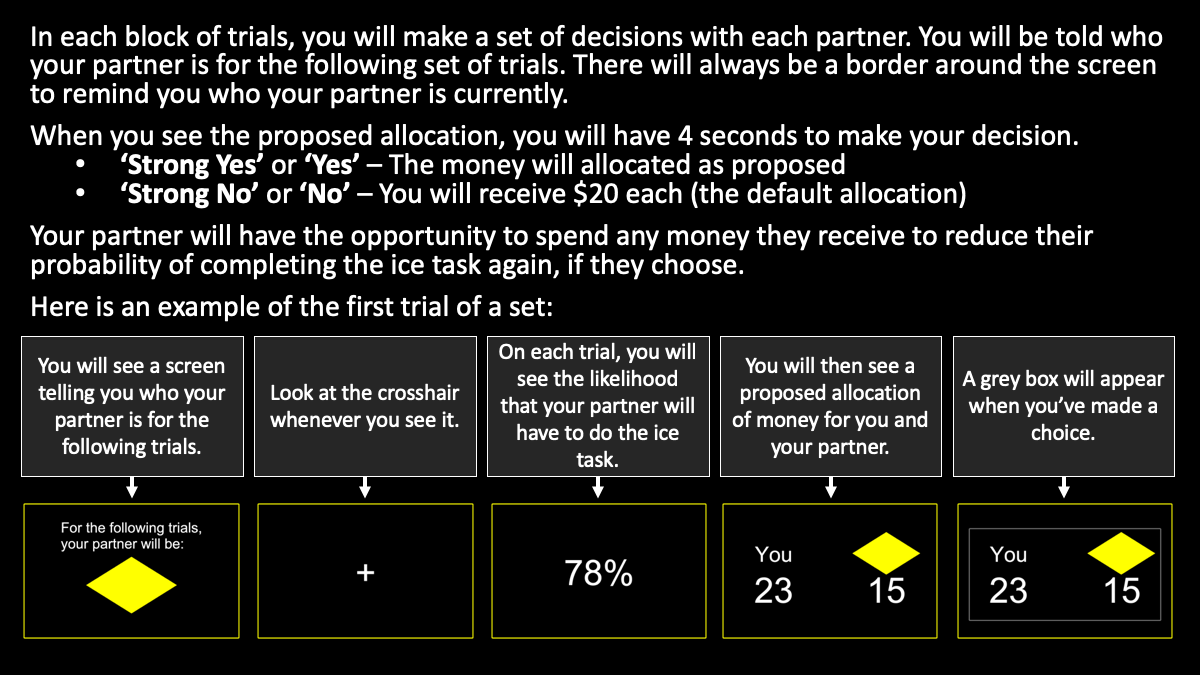 In each block of trials, you will make a set of decisions with each partner. You will be told who
your partner is for the following set of trials. There will always be a border around the screen
to remind you who your partner is currently.
When you see the proposed allocation, you will have 4 seconds to make your decision.
• ‘Strong Yes’ or ‘Yes’ – The money will allocated as proposed
• ‘Strong No’ or ‘No’ – You will receive $20 each (the default allocation)
Your partner will have the opportunity to spend any money they receive to reduce their
probability of completing the ice task again, if they choose.
Here is an example of the first trial of a set:
You will see a screen
telling you who your
partner is for the
following trials.
Look at the crosshair
whenever you see it.
On each trial, you will
see the likelihood
that your partner will
have to do the ice
task.
You will then see a
proposed allocation
of money for you and
your partner.
A grey box will appear
when you’ve made a
choice.
For the following trials,
your partner will be:
+
78%
You
23 15
You
23 15